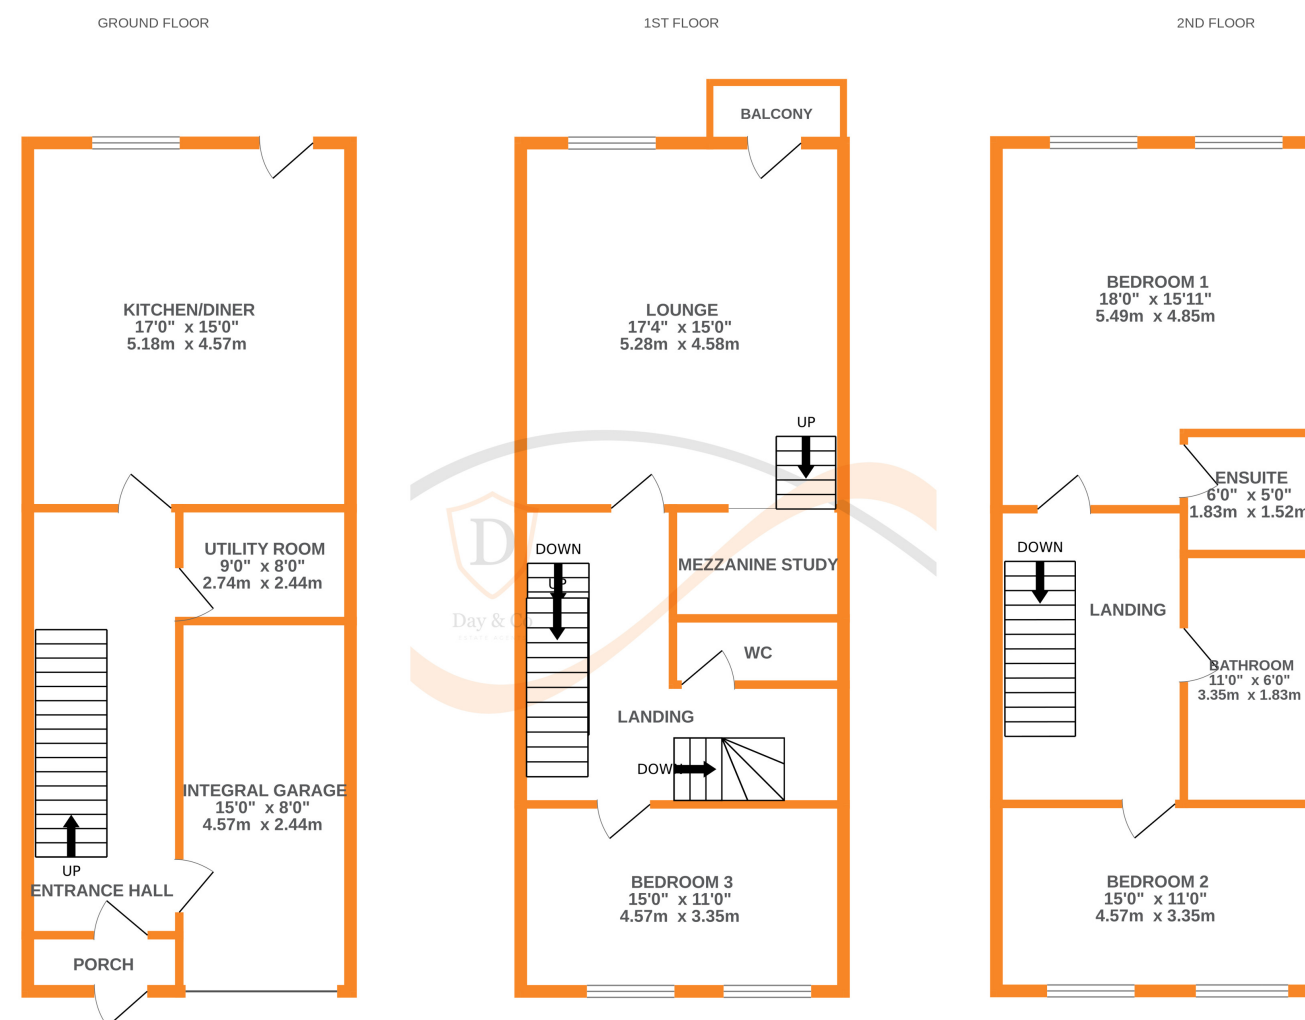 GROUND FLOOR
KITCHEN/DINER
17'0" x 15'0"
5.18m x 4.57m
UTILITY ROOM
9'0" x 8'0"
2.74m x 2.44m
INTEGRAL GARAGE
15'0" x 8'0"
4.57m x 2.44m
UP
ENTRANCE HALL
PORCH
1ST FLOOR
BALCONY
LOUNGE
17'4" x 15'0"
5.28m x 4.58m
UP
DOWN
UP
MEZZANINE STUDY
WC
LANDING
DOWN
BEDROOM 3
15'0" x 11'0"
4.57m x 3.35m
D
Day & Co
2ND FLOOR
BEDROOM 1
18'0" x 15'11"
5.49m x 4.85m
ENSUITE
6'0" x 5'0"
1.83m x 1.52m
DOWN
LANDING
BATHROOM
11'0" x 6'0"
3.35m x 1.83m
BEDROOM 2
15'0" x 11'0"
4.57m x 3.35m